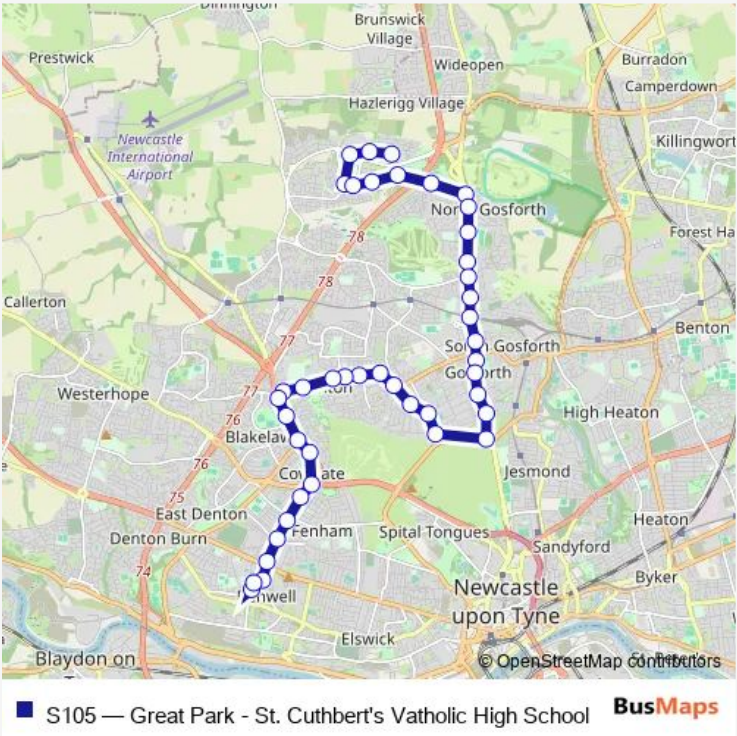 Dinnington
Brunswick
Village
Prestwick
Wideopen
Burradon
Camperdown
Hazlerigg Village
Newcastle
International
Airport
Killingwort
North Gosforth
78
Forest Ha
78
Callerton
77
Benton
South Gosforth
Gosforth
77
Westerhope
76
High Heaton
Blakelaw
76
Cowgate
Jesmond
75
East Denton
Fenham
Spital Tongues
Heaton
Denton Burn
Sandyford
74
Byker
Newcastle
upon Tyne
Elswick
Blaydon on
© OpenStreetMap contributors
S105 — Great Park - St. Cuthbert's Vatholic High School
BusMaps